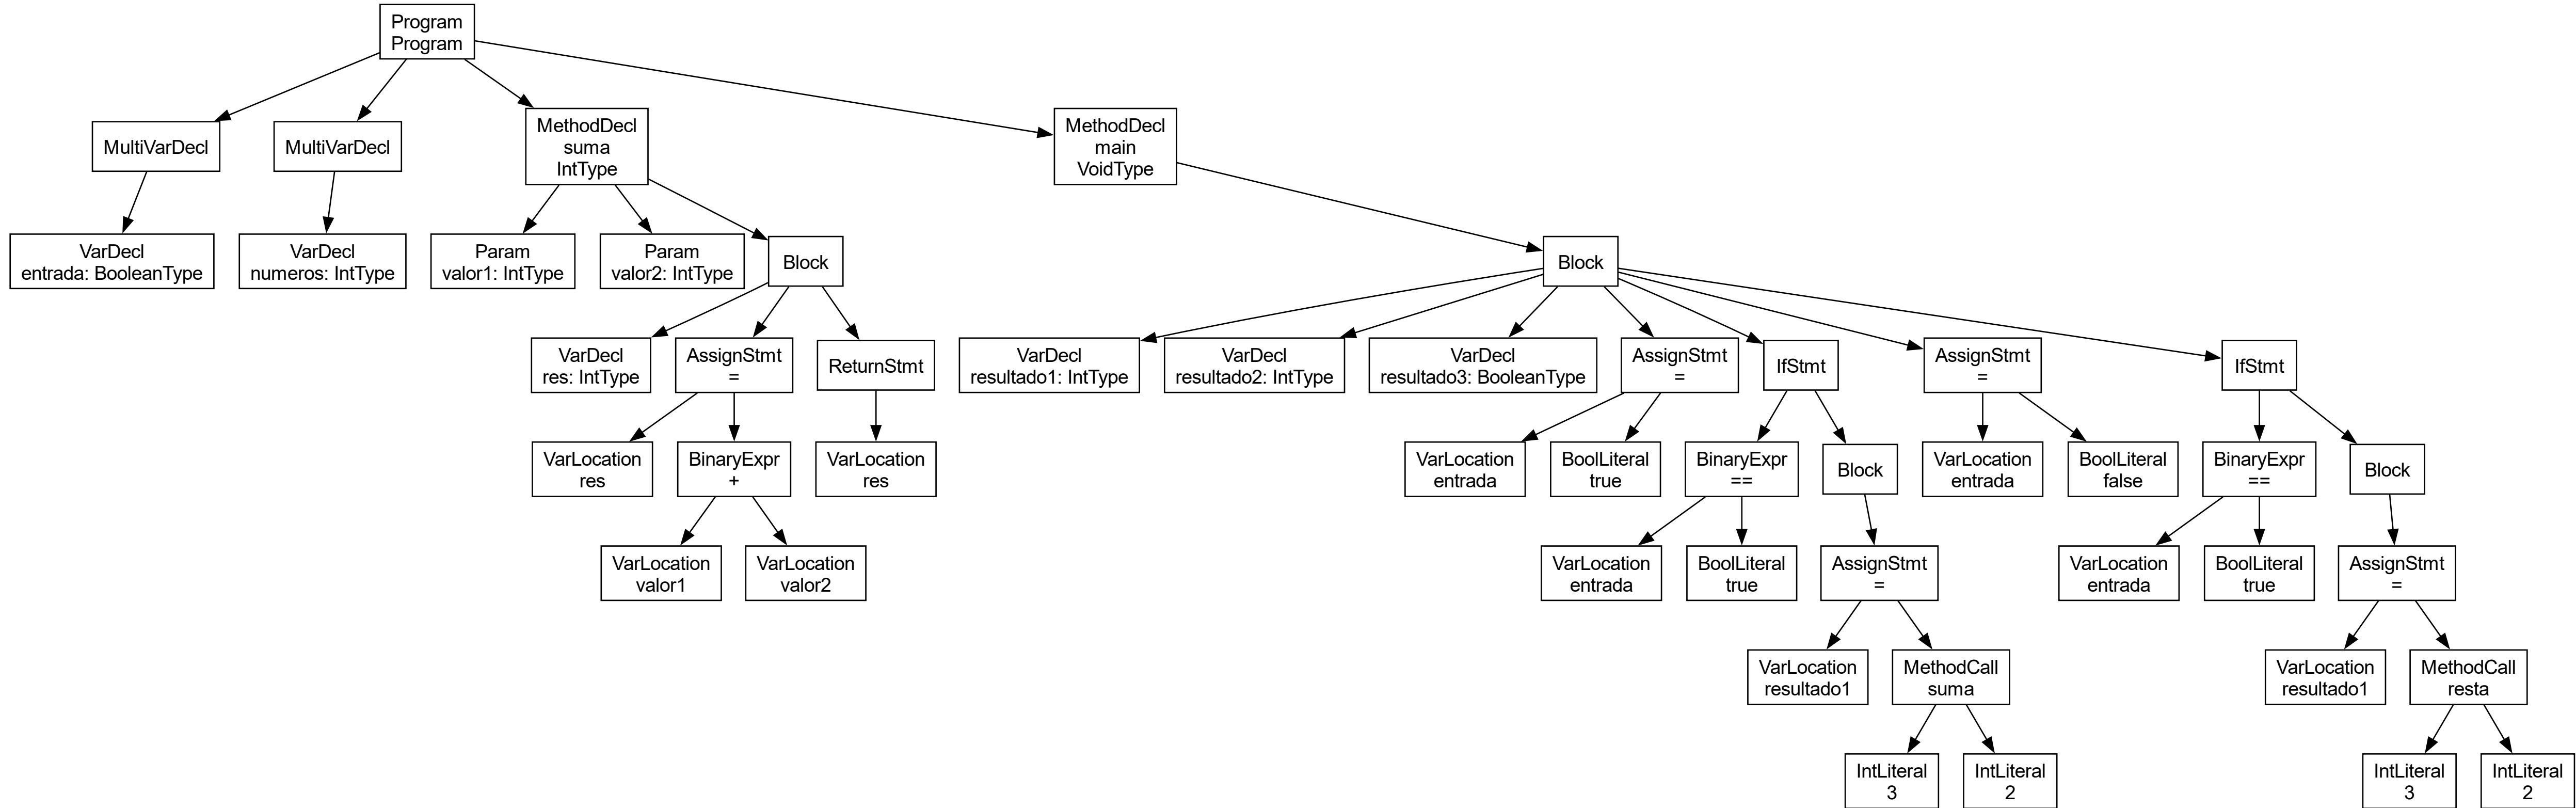 Program
Program
MultiVarDecl
MultiVarDecl
MethodDecl
suma
IntType
MethodDecl
main
VoidType
VarDecl
entrada: BooleanType
VarDecl
numeros: IntType
Param
valor1: IntType
Param
valor2: IntType
Block
Block
VarDecl
res: IntType
AssignStmt
=
ReturnStmt
VarDecl
resultado1: IntType
VarDecl
resultado2: IntType
VarDecl
resultado3: BooleanType
AssignStmt
=
IfStmt
AssignStmt
=
IfStmt
VarLocation
res
BinaryExpr
+
VarLocation
res
VarLocation
entrada
BoolLiteral
true
BinaryExpr
==
Block
VarLocation
entrada
BoolLiteral
false
BinaryExpr
==
Block
VarLocation
valor1
VarLocation
valor2
VarLocation
entrada
BoolLiteral
true
AssignStmt
=
VarLocation
entrada
BoolLiteral
true
AssignStmt
=
VarLocation
resultado1
MethodCall
suma
VarLocation
resultado1
MethodCall
resta
IntLiteral
3
IntLiteral
2
IntLiteral
3
IntLiteral
2